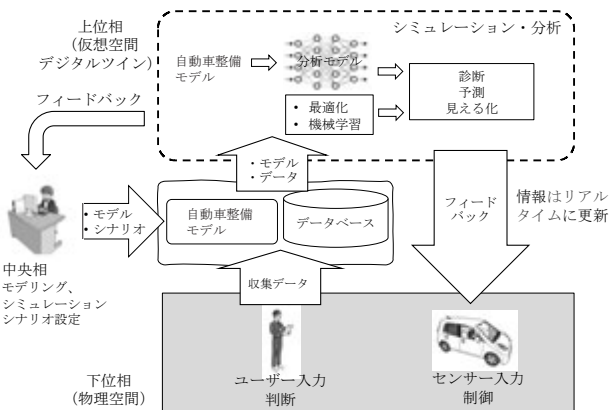 上位相
（仮想空間
デジタルツイン）
シミュレーション・分析
自動車整備
モデル
分析モデル
• 最適化
• 機械学習
診断
予測
見える化
フィードバック
・モデル
・データ
• モデル
• シナリオ
自動車整備
モデル
データベース
フィード
バック
情報はリアル
タイムに更新
中央相
モデリング、
シミュレーション
シナリオ設定
収集データ
下位相
（物理空間）
ユーザー入力
判断
センサー入力
制御